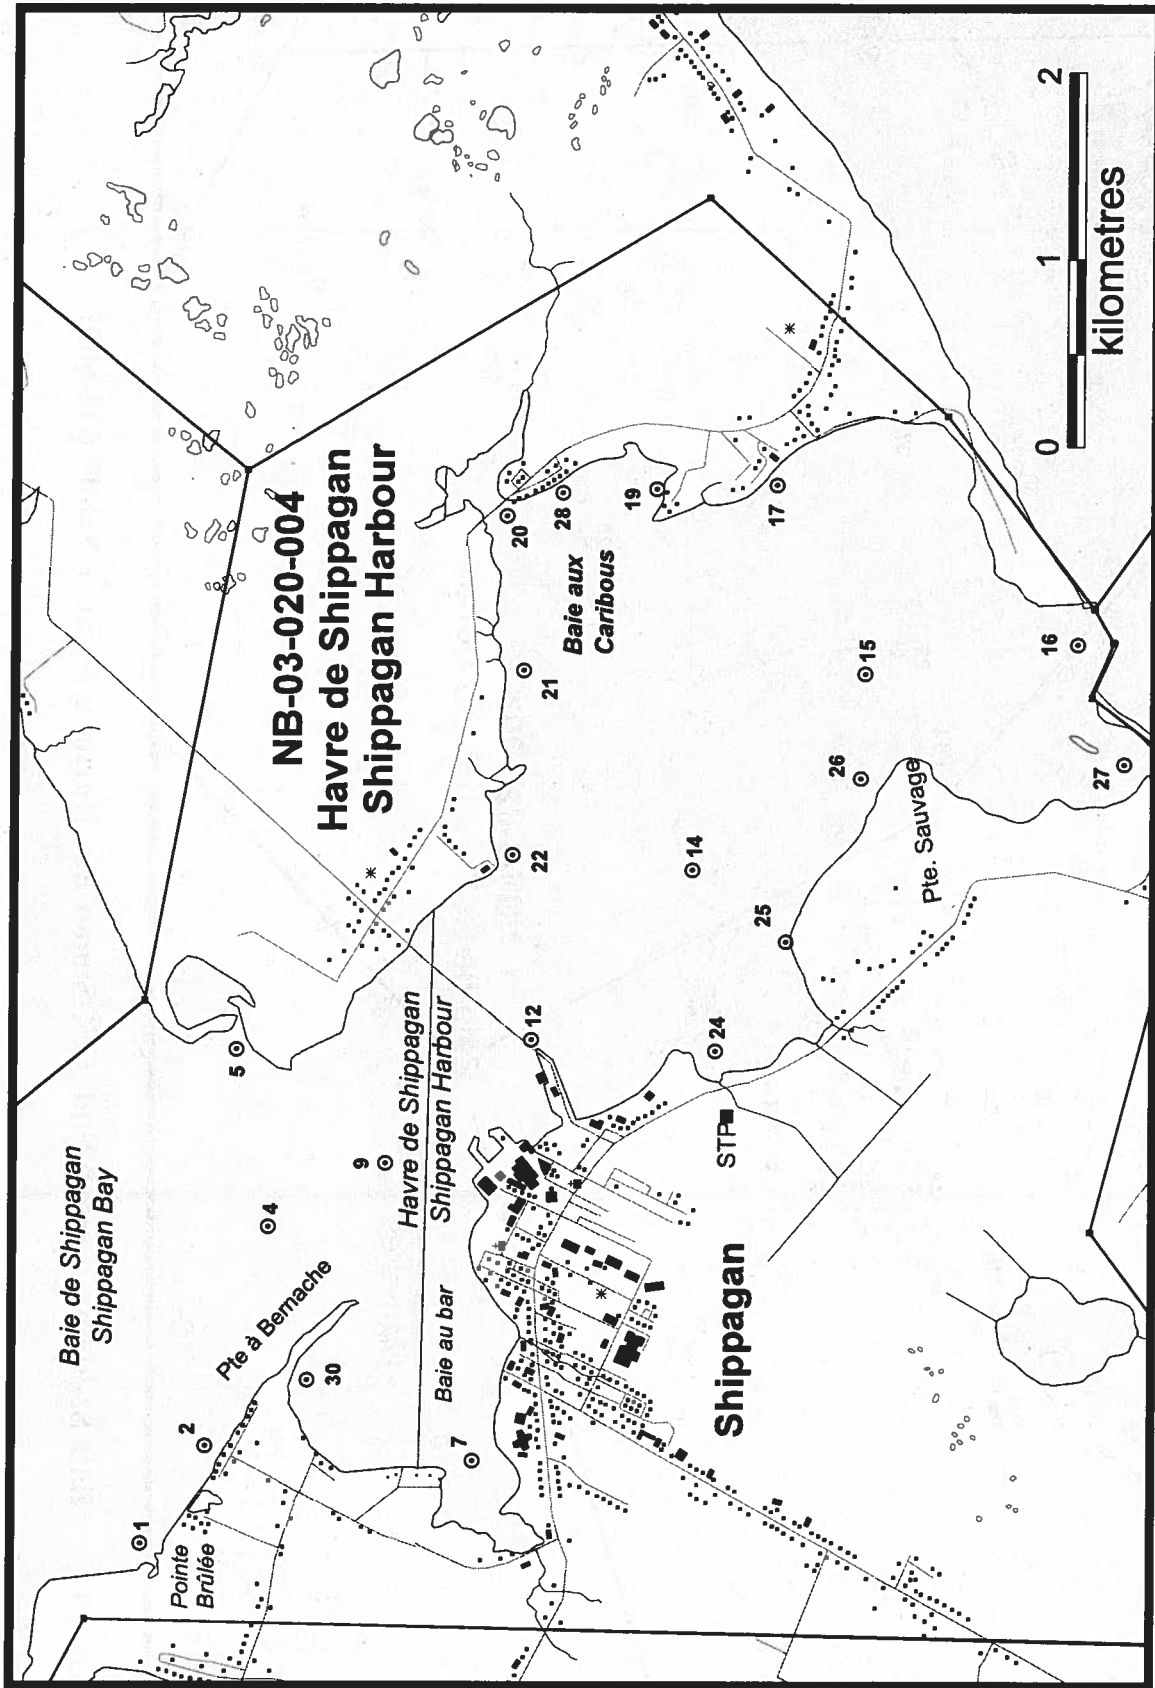 Baie de Shippagan
Shippagan Bay
Pointe
Brûlée
1
2
Pte à Bernache
30
4
5
9
Havre de Shippagan
Shippagan Harbour
Baie au bar
7
NB-03-020-004
Havre de Shippagan
Shippagan Harbour
12
22
21
20
28
19
17
Baie aux
Caribous
14
15
16
24
25
26
27
Pte. Sauvage
STP
Shippagan
0 1 2
kilometres